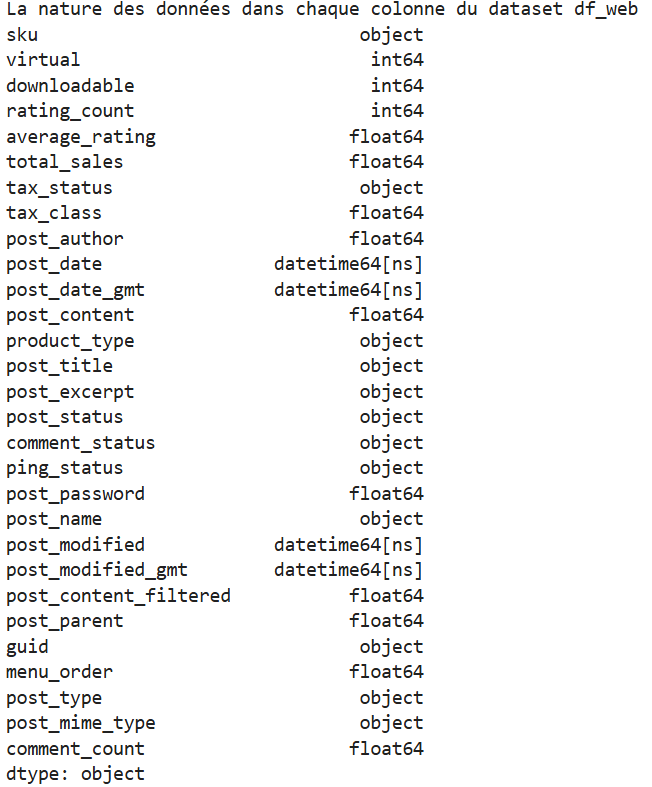 La nature des données dans chaque colonne du dataset df_web
sku                               object
virtual                            int64
downloadable                       int64
rating_count                       int64
average_rating                   float64
total_sales                      float64
tax_status                        object
tax_class                        float64
post_author                      float64
post_date                 datetime64[ns]
post_date_gmt             datetime64[ns]
post_content                     float64
product_type                      object
post_title                        object
post_excerpt                      object
post_status                       object
comment_status                    object
ping_status                       object
post_password                    float64
post_name                         object
post_modified             datetime64[ns]
post_modified_gmt         datetime64[ns]
post_content_filtered            float64
post_parent                      float64
guid                              object
menu_order                       float64
post_type                         object
post_mime_type                    object
comment_count                    float64
dtype: object